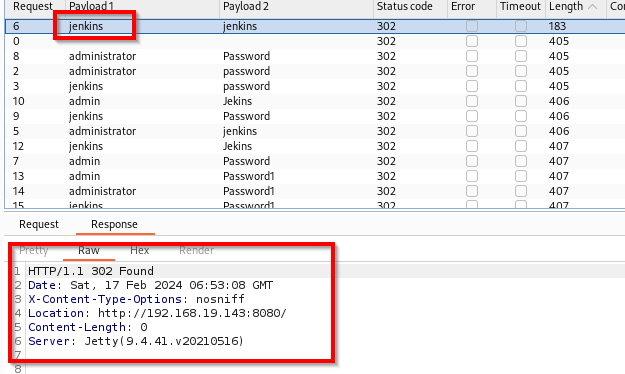 Request Payload 1 Payload 2 Status code Error Timeout Length
6 jenkins jenkins 302 183
0 302 405
8 administrator Password 302 405
2 administrator password 302 405
3 jenkins password 302 405
10 admin Jekins 302 406
9 jenkins Password 302 406
5 administrator jenkins 302 406
12 jenkins Jekins 302 407
7 admin Password 302 407
13 admin Password1 302 407
14 administrator Password1 302 407
15 jenkins Password1 302 407
Request Response
Pretty Raw Hex Render
1 HTTP/1.1 302 Found
2 Date: Sat, 17 Feb 2024 06:53:08 GMT
3 X-Content-Type-Options: nosniff
4 Location: http://192.168.19.143:8080/
5 Content-Length: 0
6 Server: Jetty(9.4.41.v20210516)
7
8